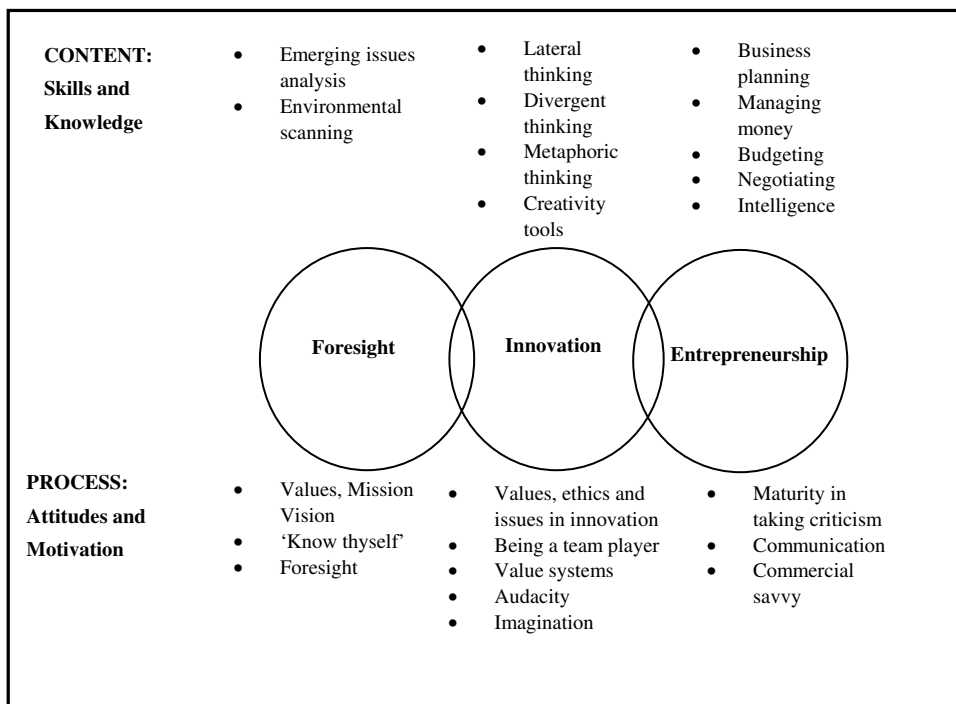 CONTENT:
Skills and
Knowledge
• Emerging issues
analysis
• Environmental
scanning
• Lateral
thinking
• Divergent
thinking
• Metaphoric
thinking
• Creativity
tools
• Business
planning
• Managing
money
• Budgeting
• Negotiating
• Intelligence
Foresight
Innovation
Entrepreneurship
PROCESS:
Attitudes and
Motivation
• Values, Mission
Vision
• ‘Know thyself’
• Foresight
• Values, ethics and
issues in innovation
• Being a team player
• Value systems
• Audacity
• Imagination
• Maturity in
taking criticism
• Communication
• Commercial
savvy